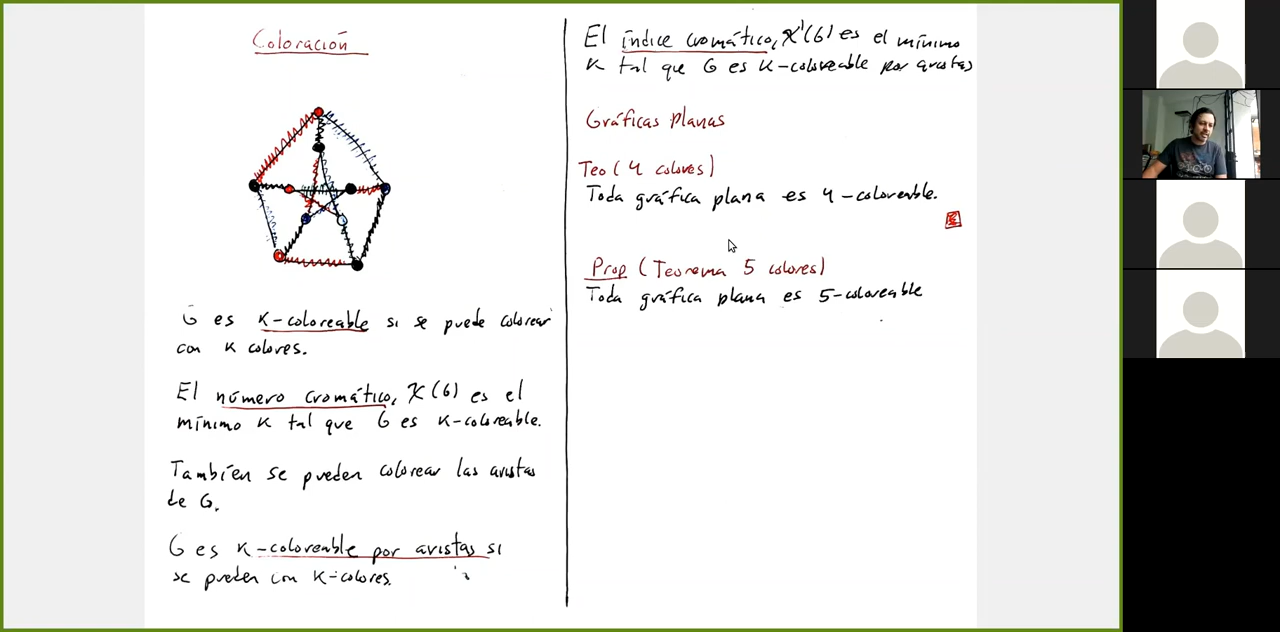 Coloración
G es K-coloreable si se puede colorear
con K colores.
El número cromático, χ(G) es el
mínimo K tal que G es K-coloreable.
También se pueden colorear las aristas
de G.
G es K-coloreable por aristas si
se pueden con K-colores.
El índice cromático, χ'(G) es el mínimo
K tal que G es K-coloreable por aristas
Gráficas planas
Teo (4 colores)
Toda gráfica plana es 4-coloreable.
Prop (Teorema 5 colores)
Toda gráfica plana es 5-coloreable